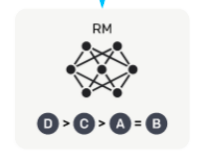 RM
D > C > A = B